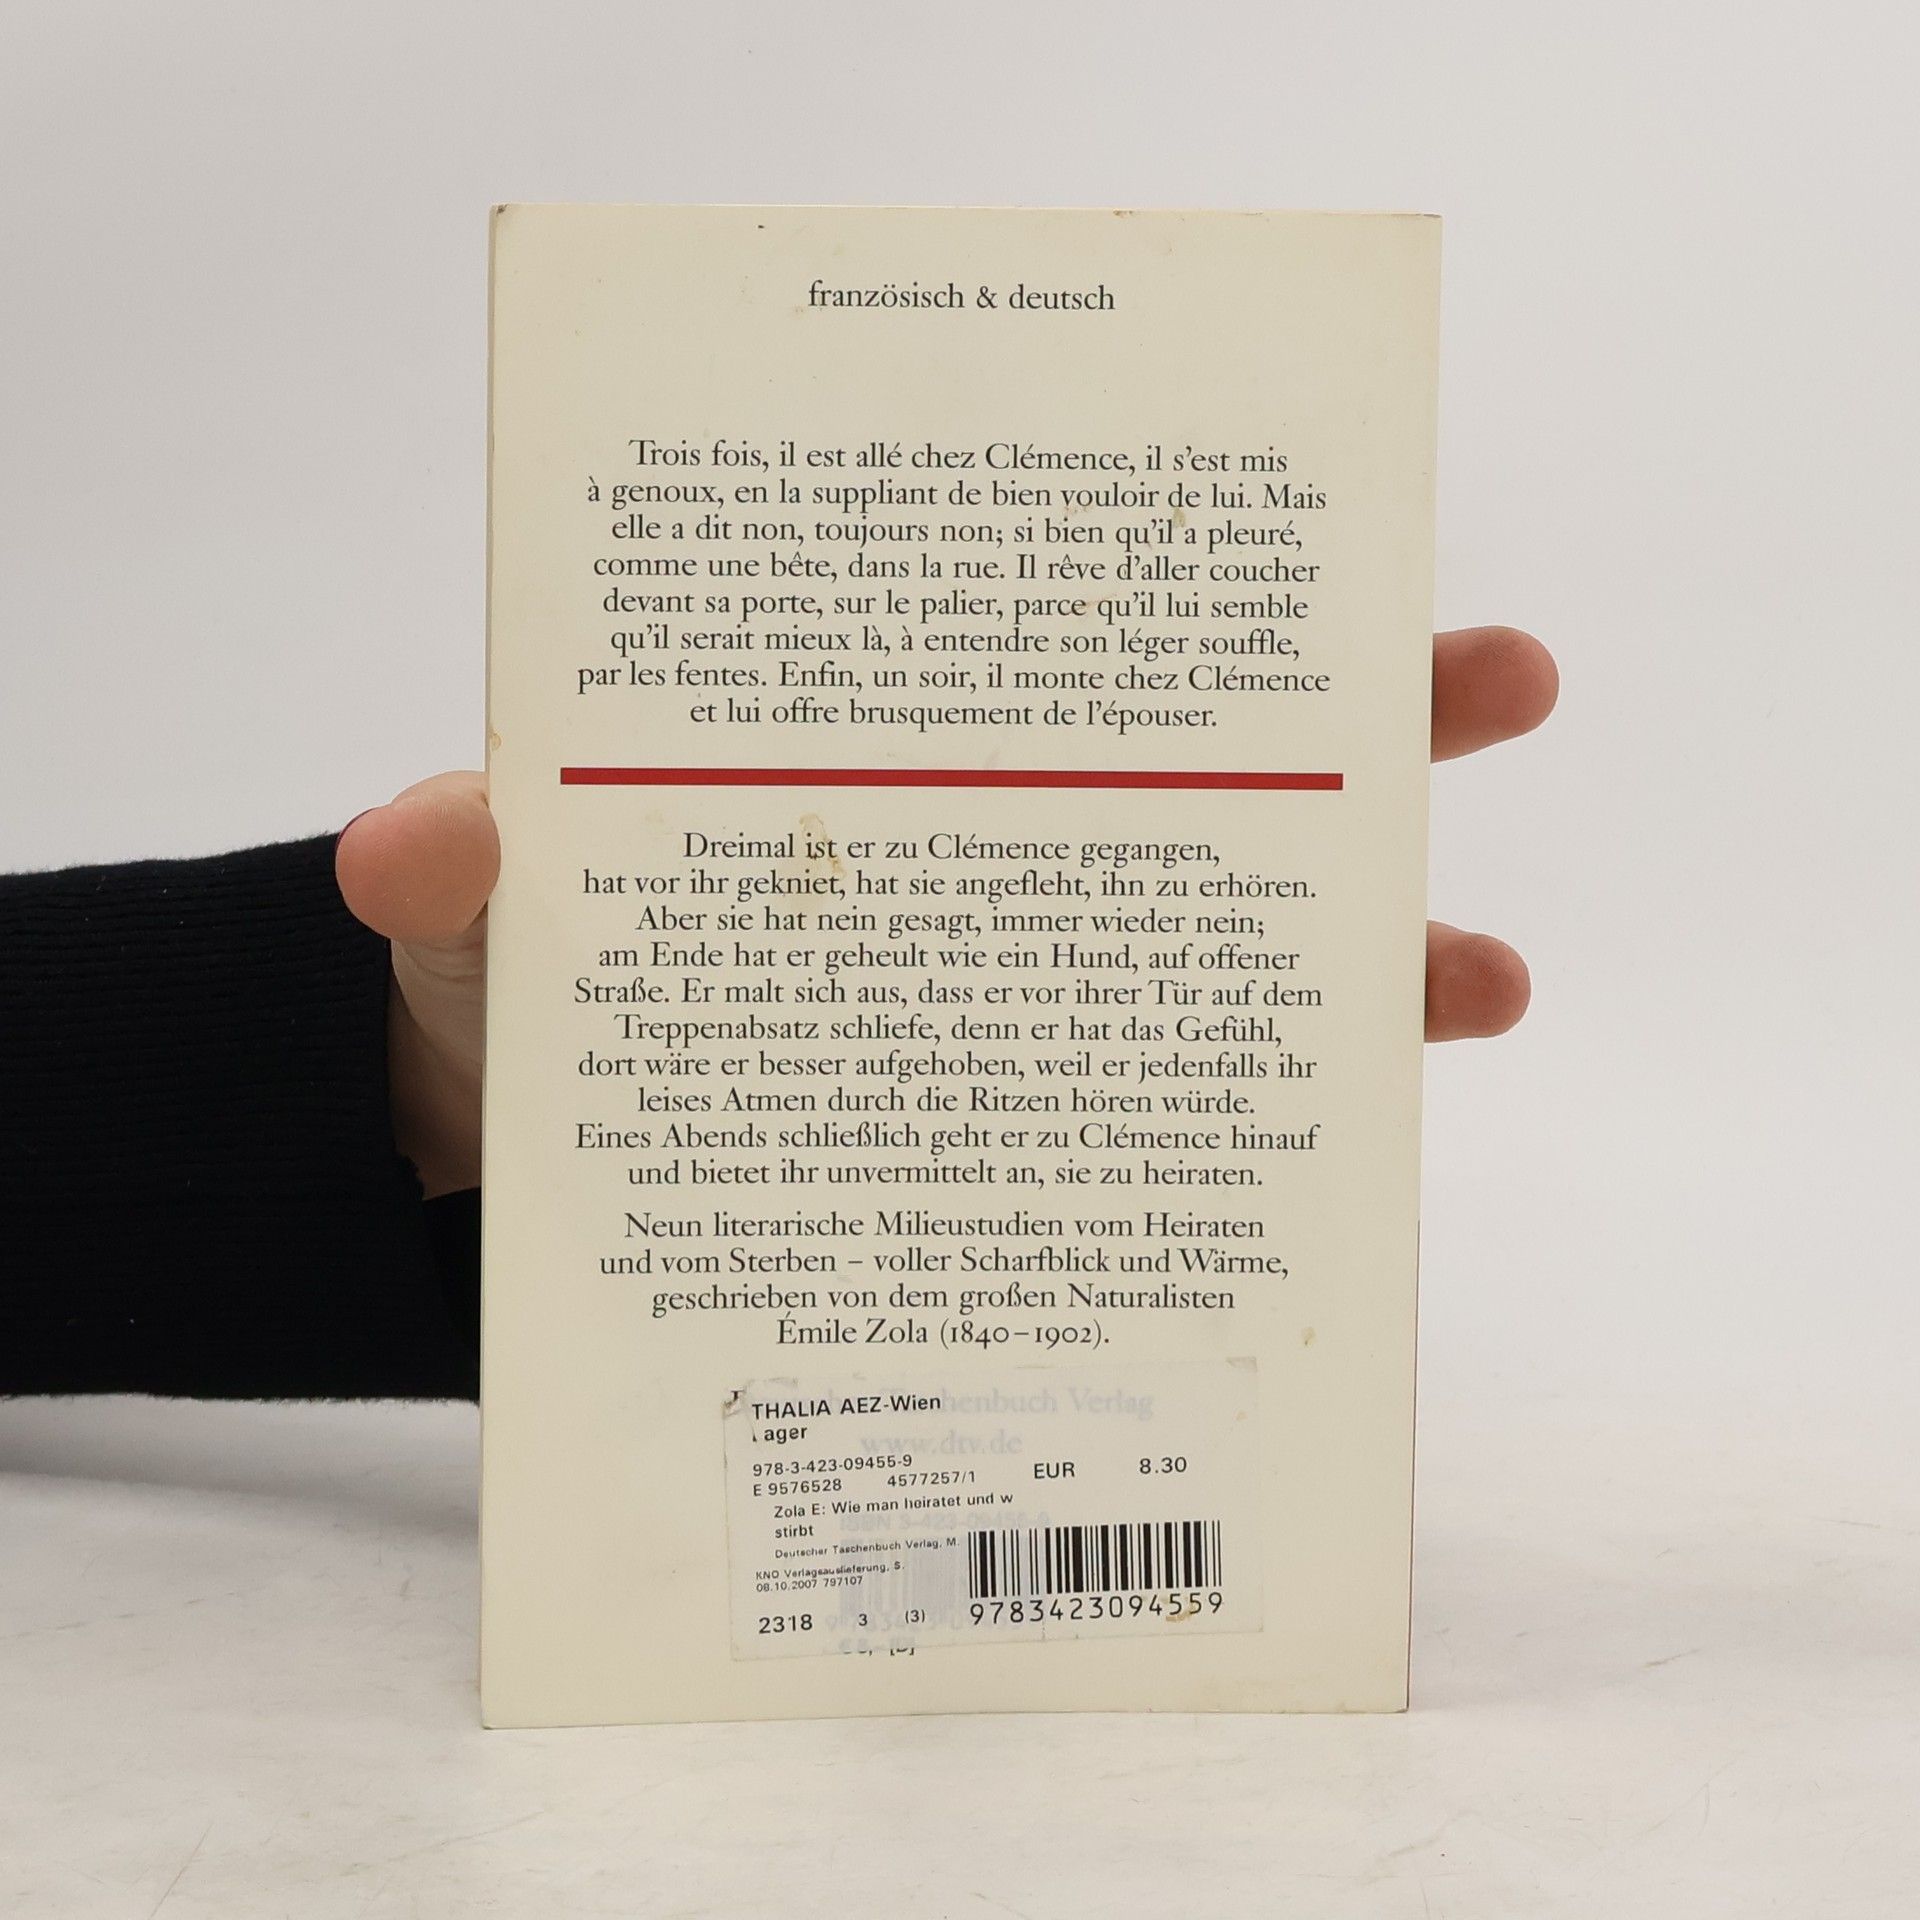 französisch & deutsch
Trois fois, il est allé chez Clémence, il s'est mis
à genoux, en la suppliant de bien vouloir de lui. Mais
elle a dit non, toujours non; si bien qu'il a pleuré,
comme une bête, dans la rue. Il rêve d'aller coucher
devant sa porte, sur le palier, parce qu'il lui semble
qu'il serait mieux là, à entendre son léger souffle,
par les fentes. Enfin, un soir, il monte chez Clémence
et lui offre brusquement de l'épouser.
Dreimal ist er zu Clémence gegangen,
hat vor ihr gekniet, hat sie angefleht, ihn zu erhören.
Aber sie hat nein gesagt, immer wieder nein;
am Ende hat er geheult wie ein Hund, auf offener
Straße. Er malt sich aus, dass er vor ihrer Tür auf dem
Treppenabsatz schliefe, denn er hat das Gefühl,
dort wäre er besser aufgehoben, weil er jedenfalls ihr
leises Atmen durch die Ritzen hören würde.
Eines Abends schließlich geht er zu Clémence hinauf
und bietet ihr unvermittelt an, sie zu heiraten.
Neun literarische Milieustudien vom Heiraten
und vom Sterben – voller Scharfblick und Wärme,
geschrieben von dem großen Naturalisten
Émile Zola (1840–1902).
Taschenbuch Verlag
THALIA AEZ-Wien
ager
www.dtv.de
978-3-423-09455-9
E 9576528 4577257/1 EUR 8.30
Zola E: Wie man heiratet und w
stirbt
ISBN 3-423-09455-9
Deutscher Taschenbuch Verlag, M.
KNO Verlagsauslieferung, S.
08.10.2007 797107
2318 3 (3)
9783423094559